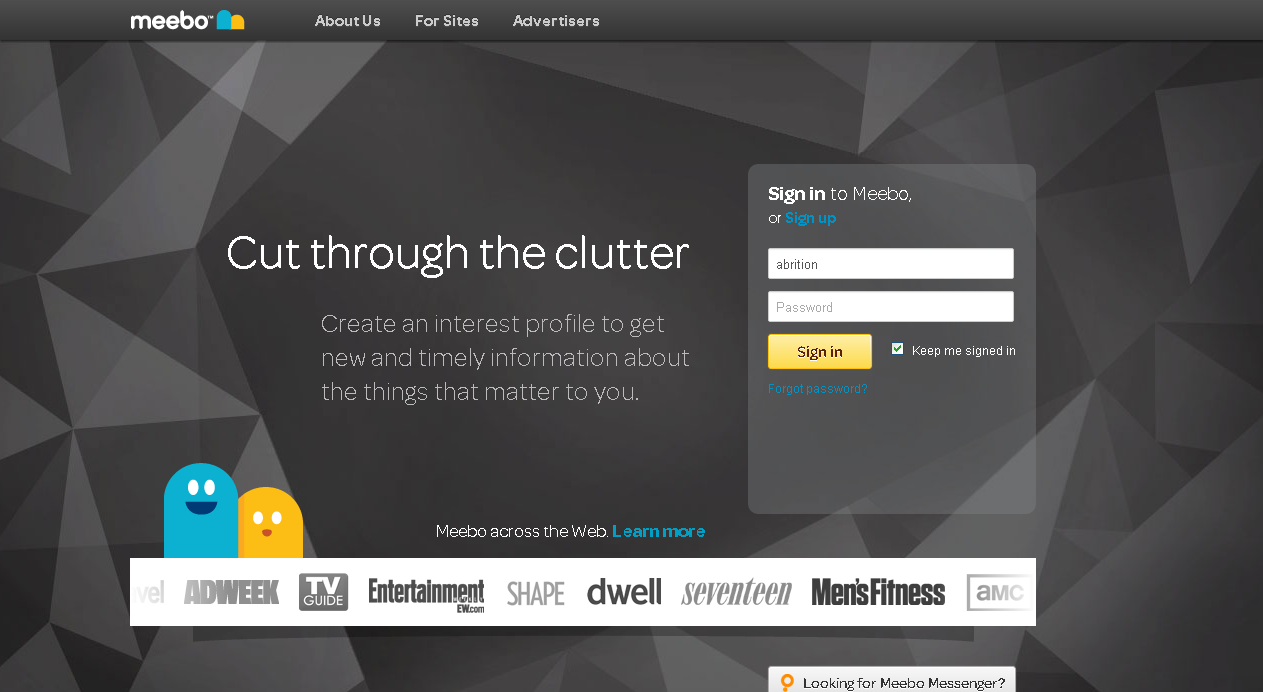 meebo™
About Us For Sites Advertisers
Sign in to Meebo,
or Sign up
abrition
Password
Sign in
Keep me signed in
Forgot password?
Cut through the clutter
Create an interest profile to get
new and timely information about
the things that matter to you.
Meebo across the Web. Learn more
vel ADWEEK TV GUIDE Entertainment EW.com SHAPE dwell seventeen Men'sFitness AMC
Looking for Meebo Messenger?